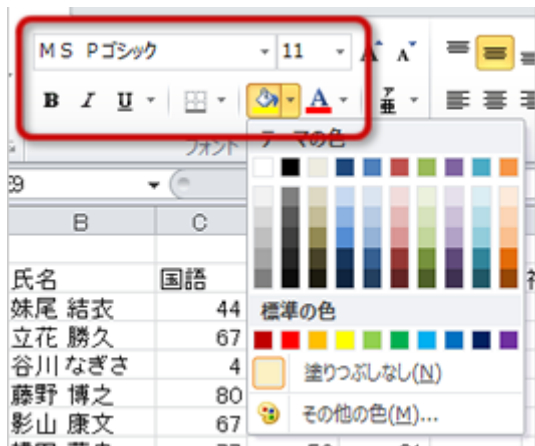 ＭＳ Ｐゴシック 11 A A
B I U A ア亜
フォント
テーマの色
B C
氏名 国語
妹尾 結衣 44
立花 勝久 67
谷川 なぎさ 4
藤野 博之 80
影山 康文 67
標準の色
塗りつぶしなし(N)
その他の色(M)...